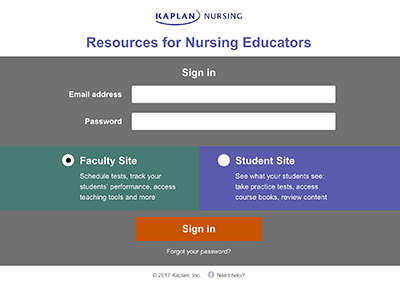 KAPLAN NURSING
Resources for Nursing Educators
Sign in
Email address
Password
Faculty Site
Schedule tests, track your
students' performance, access
teaching tools and more
Student Site
See what your students see:
take practice tests, access
course books, review content
Sign in
Forgot your password?
© 2017 Kaplan, Inc. Need help?